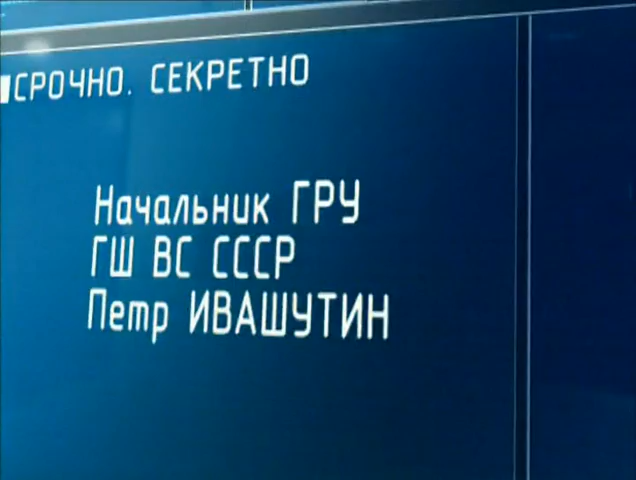 СРОЧНО. СЕКРЕТНО
Начальник ГРУ
ГШ ВС СССР
Петр ИВАШУТИН